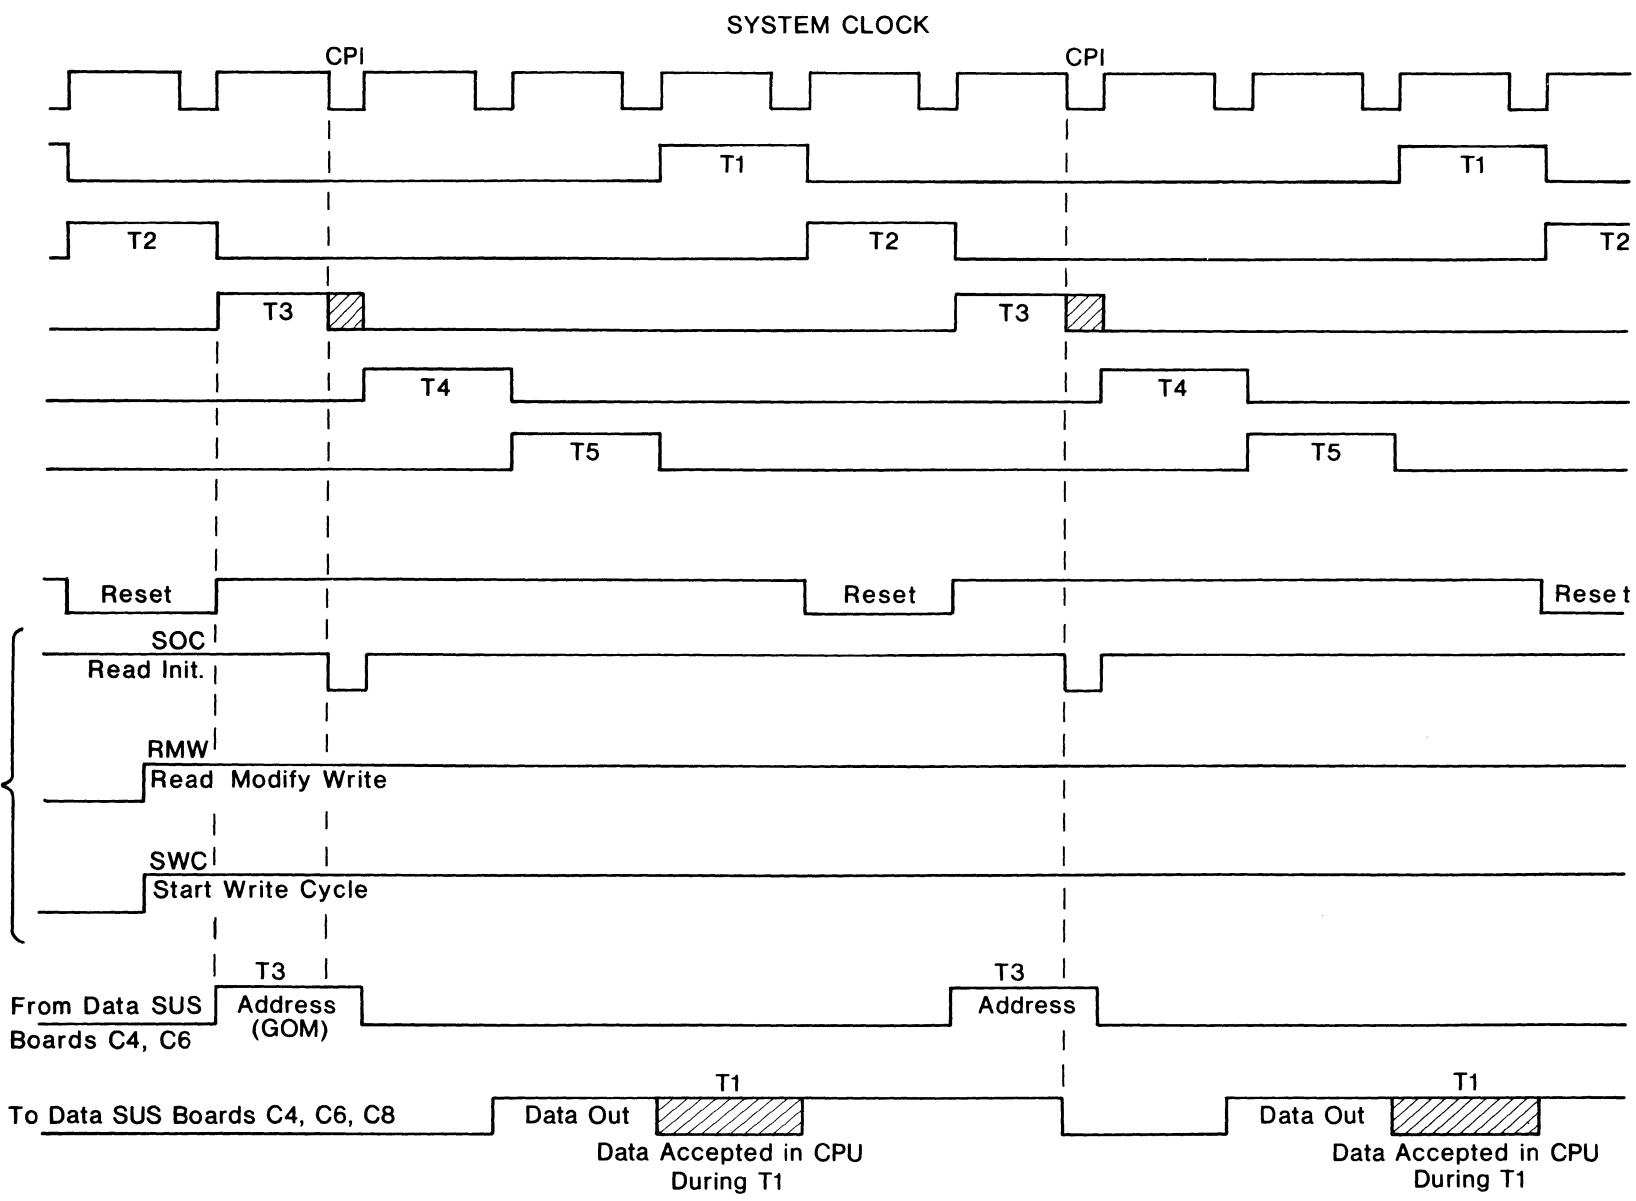 SYSTEM CLOCK
CPI CPI
T1 T1
T2 T2 T2
T3 T3
T4 T4
T5 T5
Reset Reset Reset
SOC
Read Init.
RMW
Read Modify Write
SWC
Start Write Cycle
T3 T3
From Data SUS Address Address
(GOM)
Boards C4, C6
T1 T1
To Data SUS Boards C4, C6, C8 Data Out Data Out
Data Accepted in CPU Data Accepted in CPU
During T1 During T1